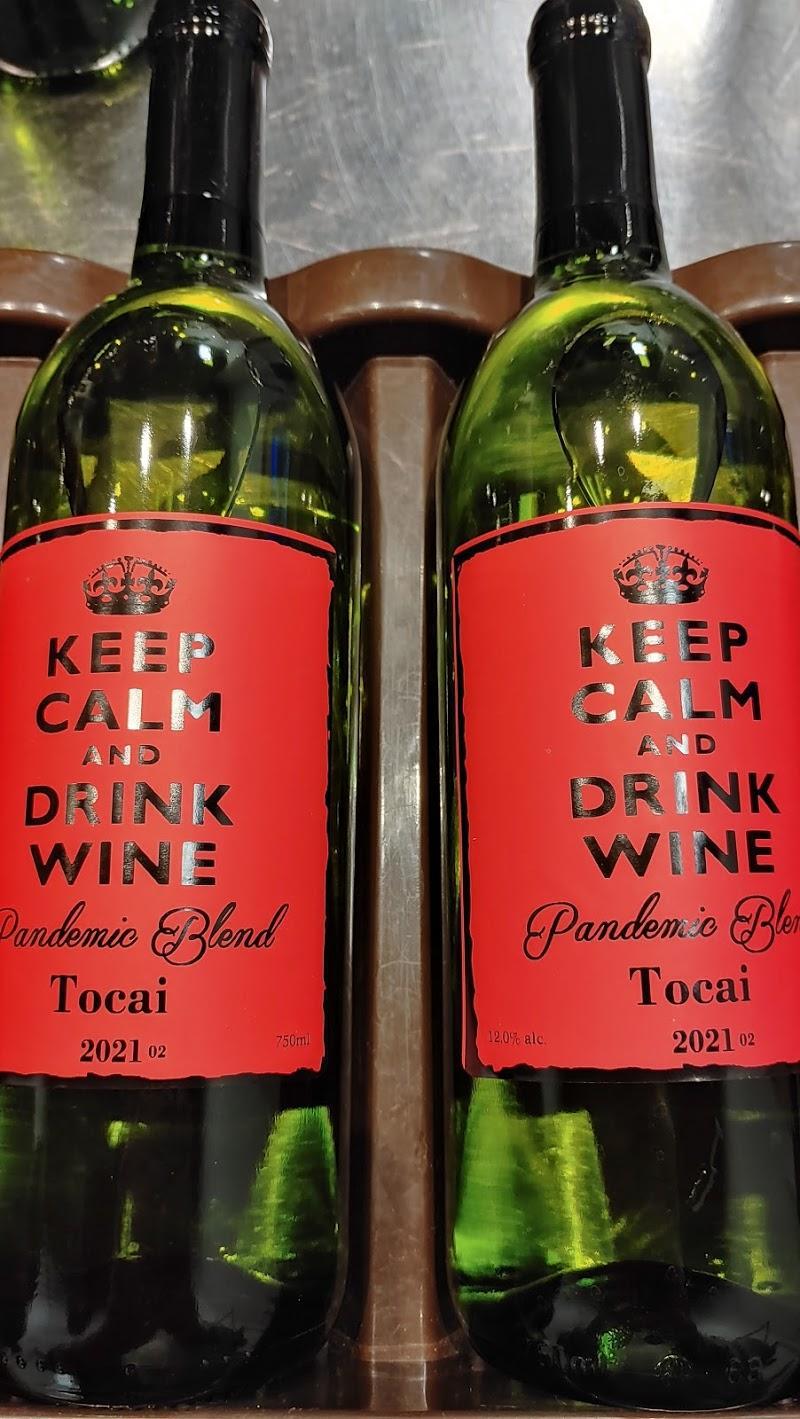 KEEP
CALM
AND
DRINK
WINE
Pandemic Blend
Tocai
2021 02
750ml
KEEP
CALM
AND
DRINK
WINE
Pandemic
Tocai
12.0% alc.
2021 02